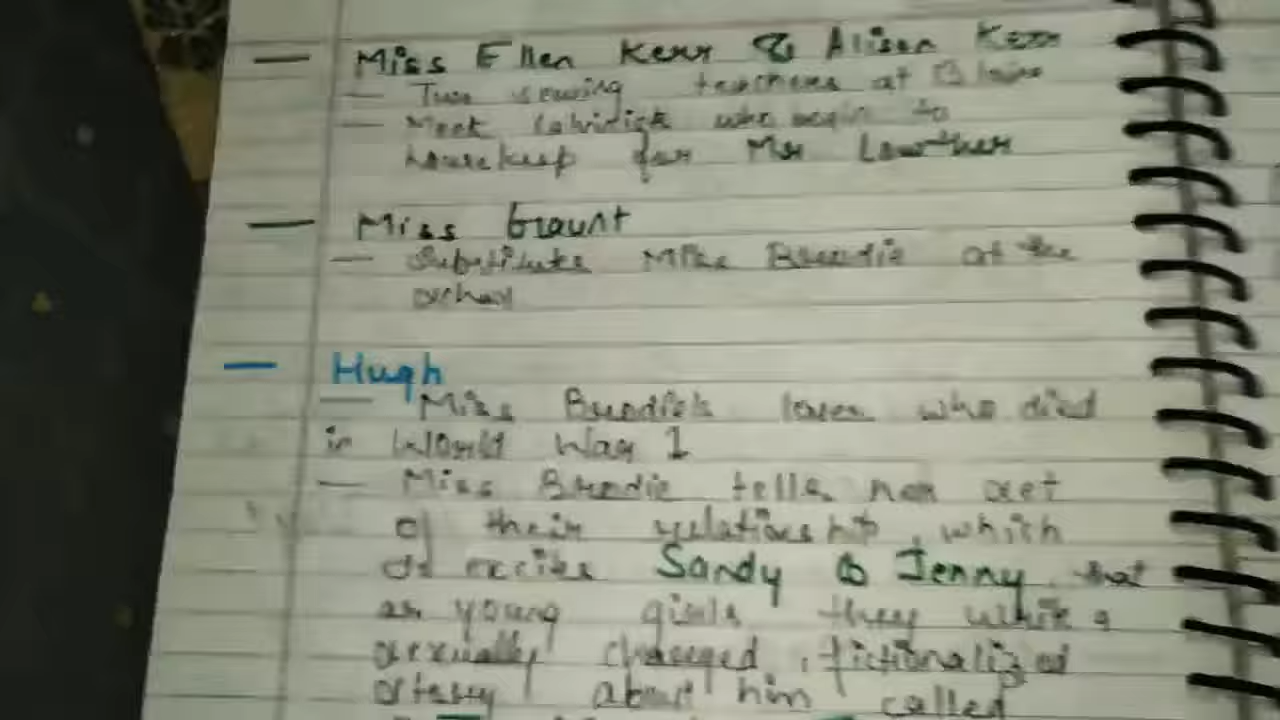 — Miss Ellen Kerr & Alison Kerr
— Two sewing teachers at Blaine
— Meek Calvinist who begin to
housekeep for Mr Lowther
— Miss Gaunt
— Substitute Miss Brodie at the
school
— Hugh
— Miss Brodie's lover who died
in World War 1
— Miss Brodie tells her set
of their relationship, which
so excites Sandy & Jenny that
as young girls they write a
sexually charged, fictionalized
story about him called